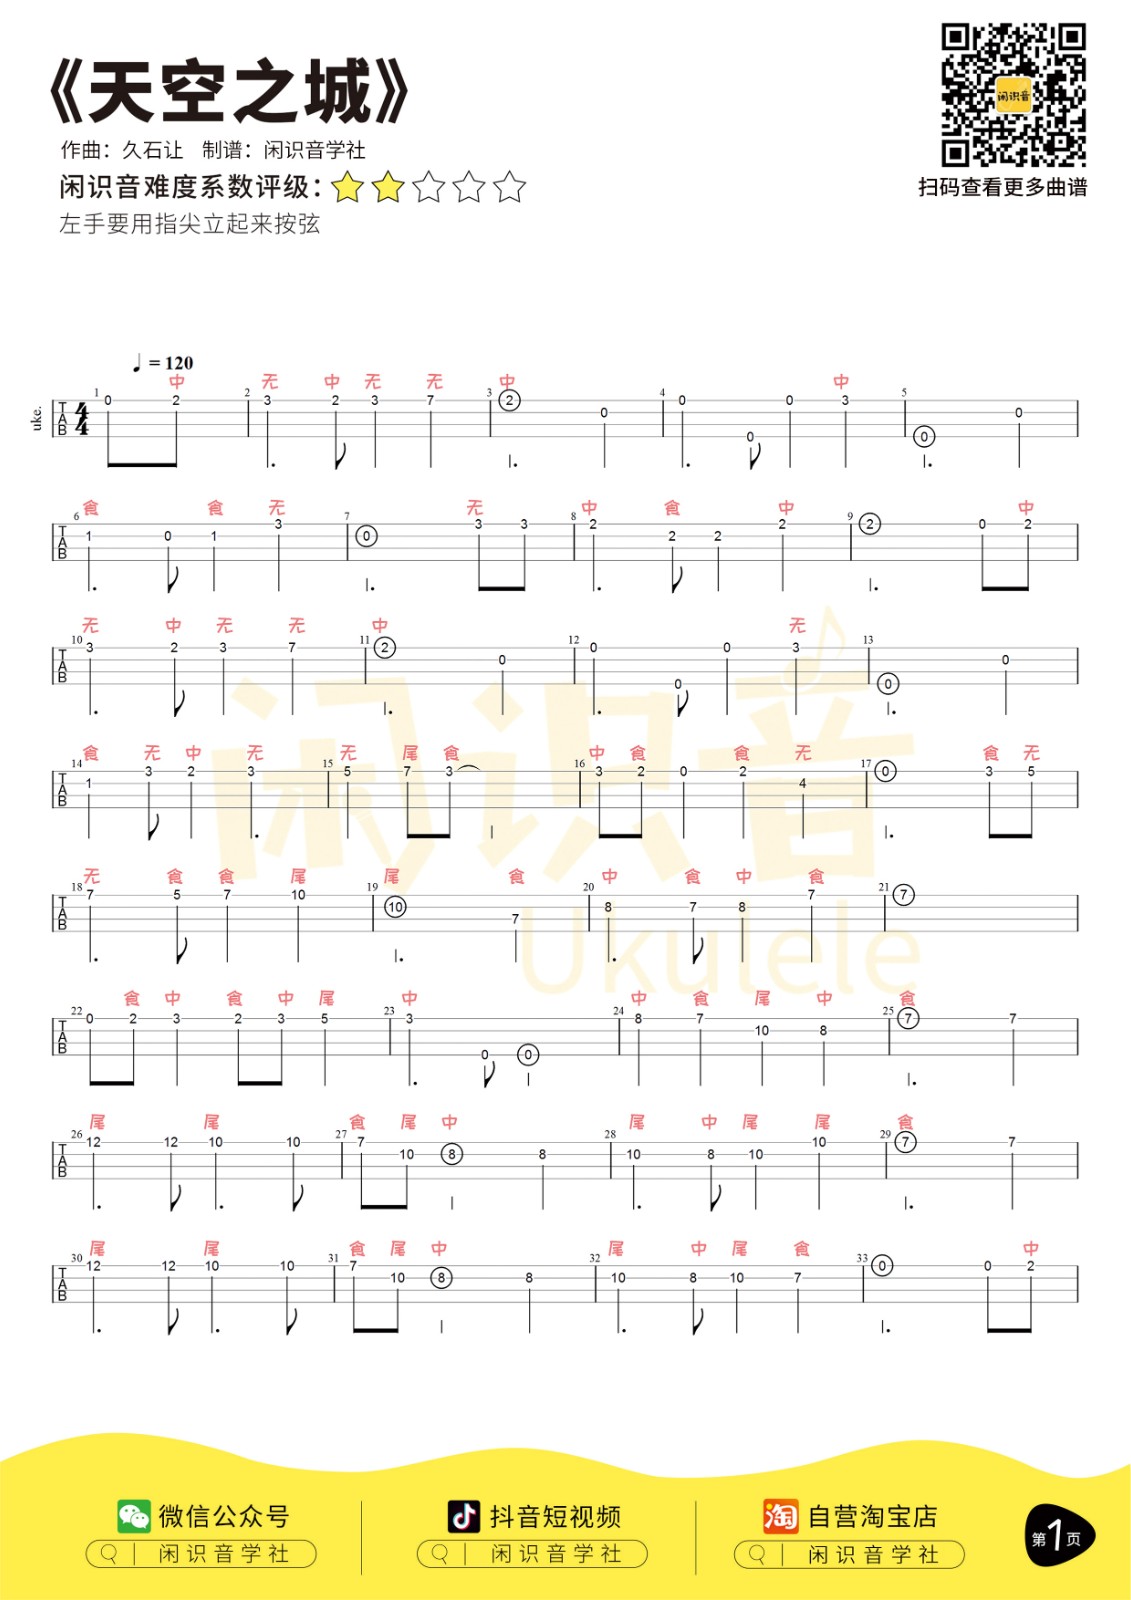 《天空之城》
作曲：久石让 制谱：闲识音学社
闲识音难度系数评级：
左手要用指尖立起来按弦
闲识音
扫码查看更多曲谱
♩ = 120
中 无 中 无 无 中 中
uke.
1 2 3 4 5
T A B 4 4
0 2 3 2 3 7 2 0 0 0 0 3 0 0
食 食 无 无 中 食 中 中
6 7 8 9
T A B
1 0 1 3 0 3 3 2 2 2 2 2 0 2
无 中 无 无 中 无
10 11 12 13
T A B
3 2 3 7 2 0 0 0 0 3 0 0
食 无 中 无 无 尾 食 中 食 食 无 食 无
14 15 16 17
T A B
1 3 2 3 5 7 3 3 2 0 2 4 0 3 5
无 食 食 尾 尾 食 中 食 中 食
18 19 20 21
T A B
7 5 7 10 10 7 8 7 8 7 7
食 中 食 中 尾 中 中 食 尾 中 食
22 23 24 25
T A B
0 2 3 2 3 5 3 0 0 8 7 10 8 7 7
尾 尾 食 尾 中 尾 中 尾 尾 食
26 27 28 29
T A B
12 12 10 10 7 10 8 8 10 8 10 10 7 7
尾 尾 食 尾 中 尾 中 尾 食 中
30 31 32 33
T A B
12 12 10 10 7 10 8 8 10 8 10 7 0 0 2
闲识音
Ukulele
微信公众号
闲识音学社
抖音短视频
闲识音学社
淘 自营淘宝店
闲识音学社
第1页